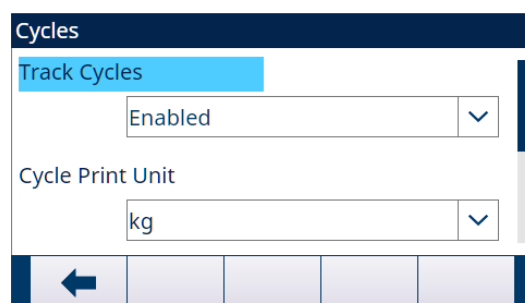 Cycles
Track Cycles
Enabled
Cycle Print Unit
kg